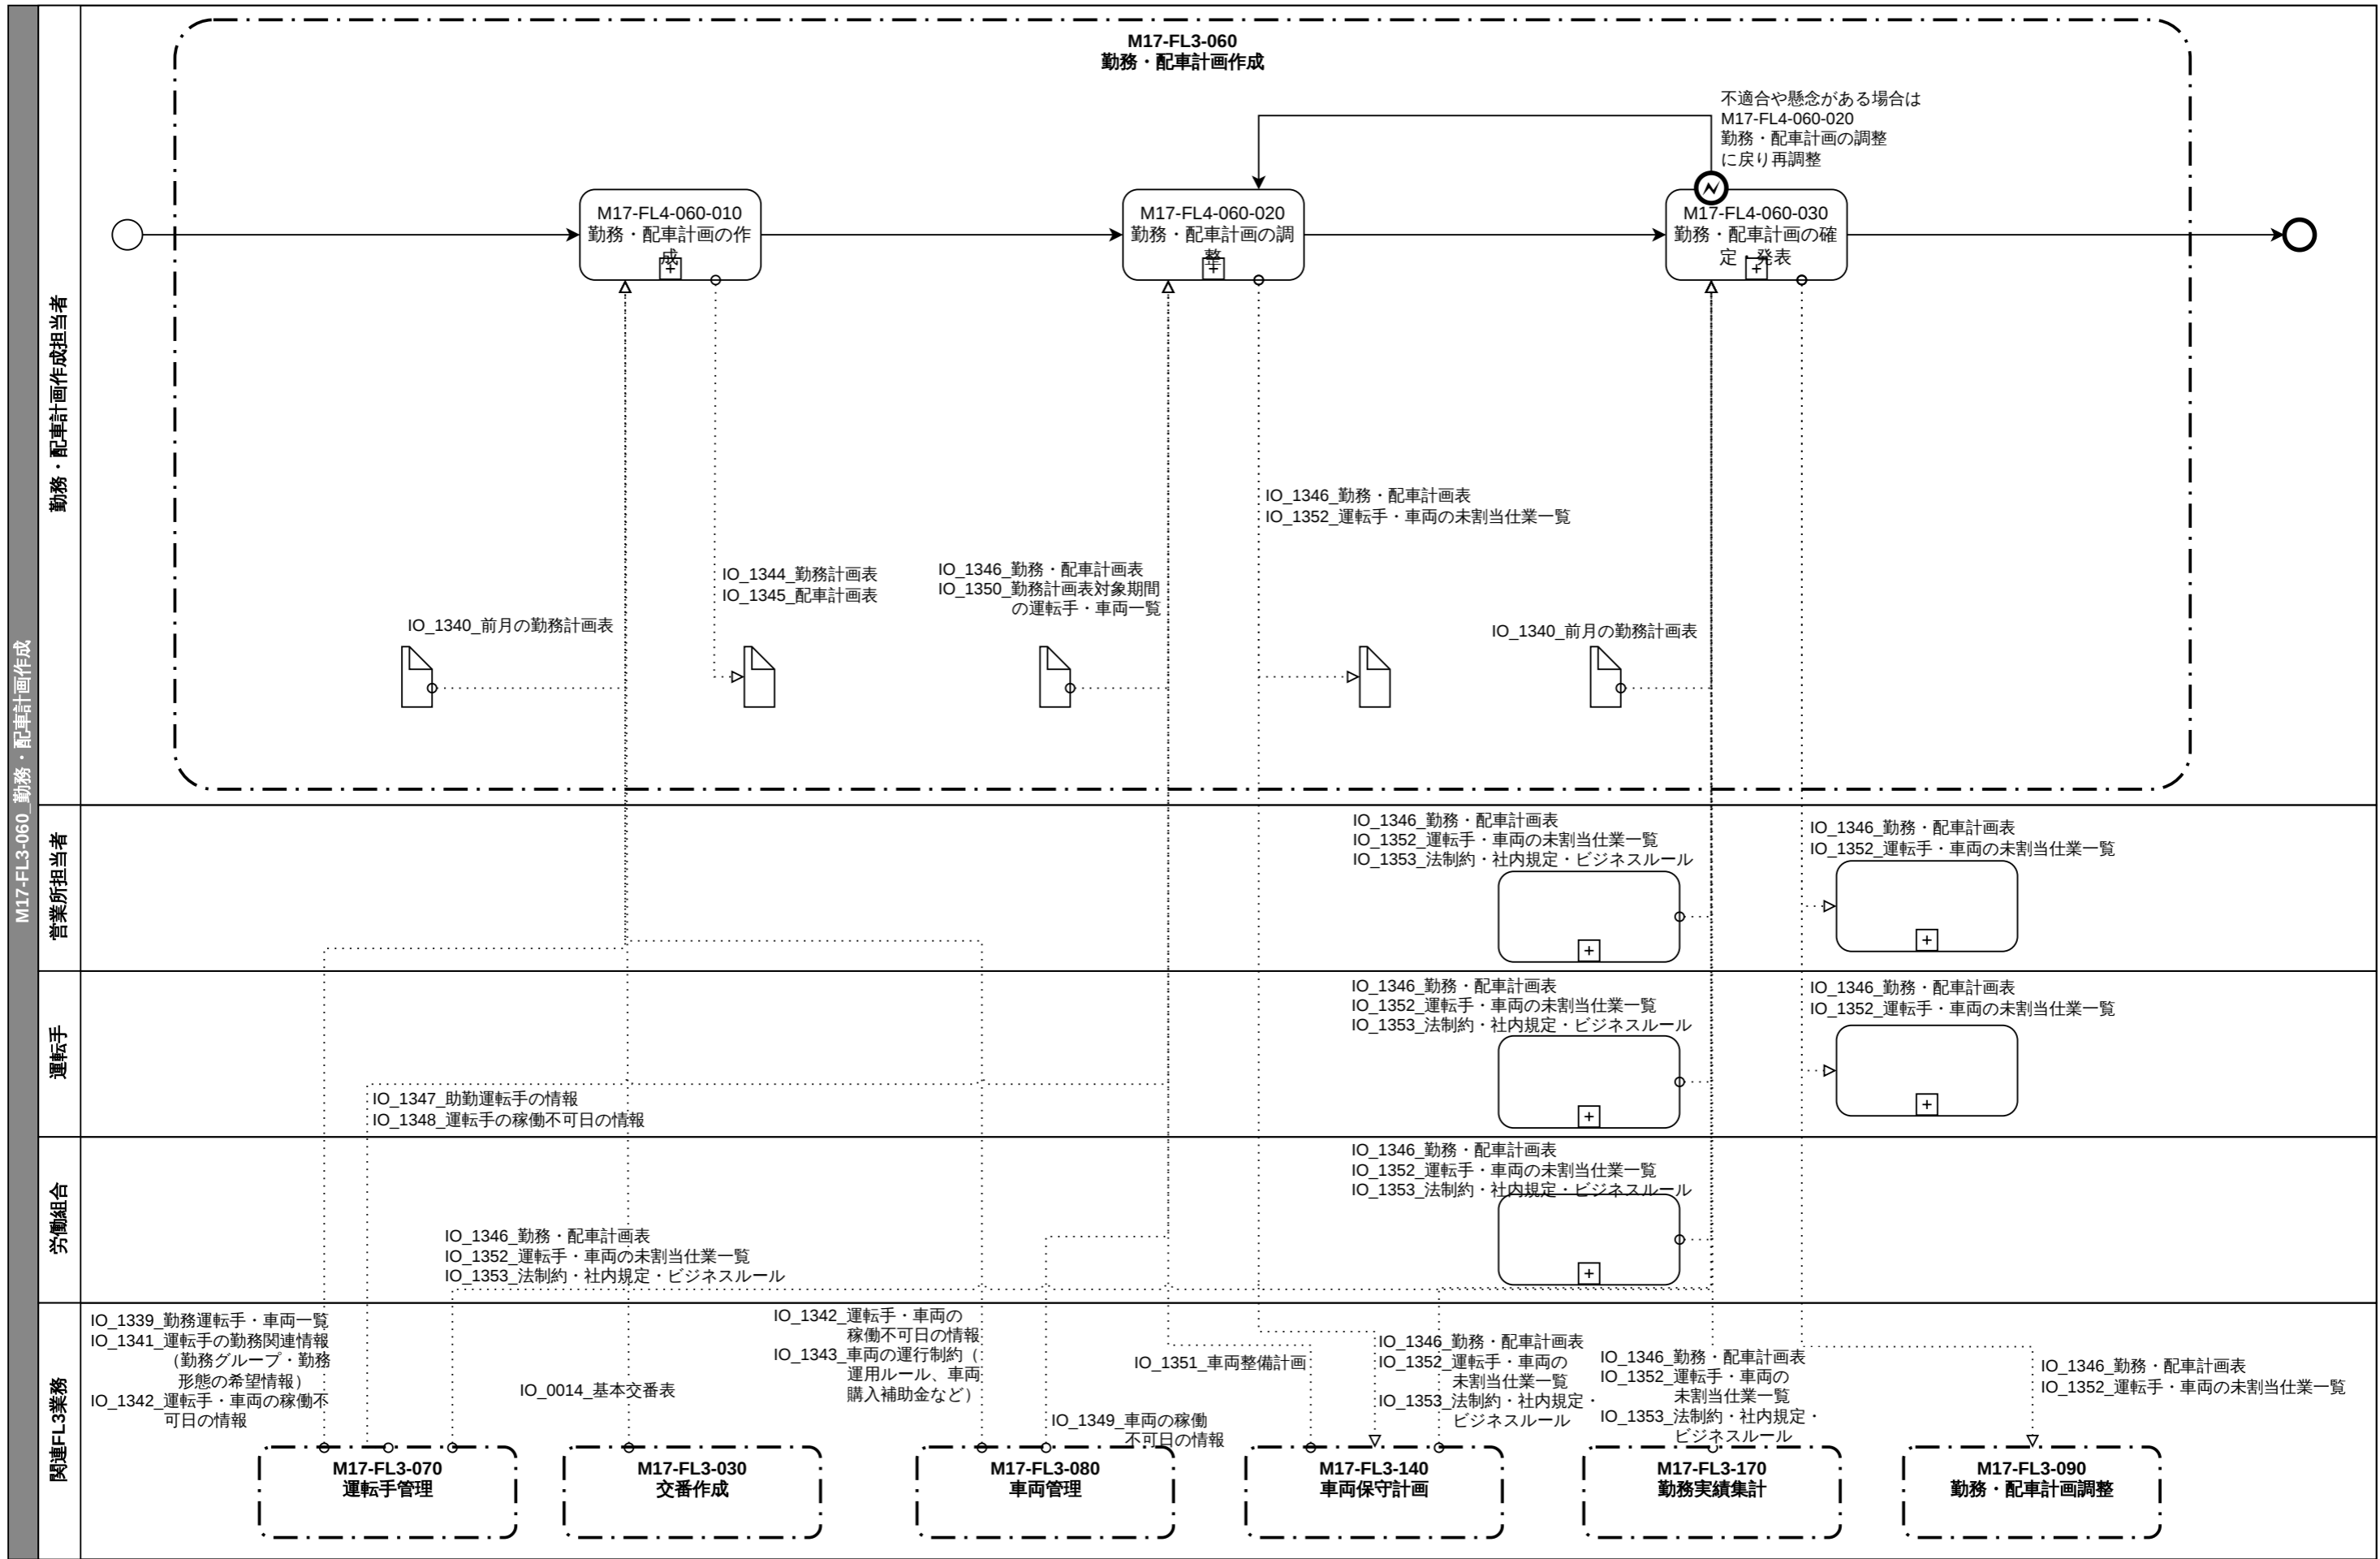 M17-FL3-060_勤務・配車計画作成
勤務・配車計画作成担当者
M17-FL3-060
勤務・配車計画作成
不適合や懸念がある場合は
M17-FL4-060-020
勤務・配車計画の調整
に戻り再調整
M17-FL4-060-010
勤務・配車計画の作
成
M17-FL4-060-020
勤務・配車計画の調
整
M17-FL4-060-030
勤務・配車計画の確
定・発表
IO_1346_勤務・配車計画表
IO_1352_運転手・車両の未割当仕業一覧
IO_1344_勤務計画表
IO_1345_配車計画表
IO_1346_勤務・配車計画表
IO_1350_勤務計画表対象期間
の運転手・車両一覧
IO_1340_前月の勤務計画表
IO_1340_前月の勤務計画表
営業所担当者
IO_1346_勤務・配車計画表
IO_1352_運転手・車両の未割当仕業一覧
IO_1353_法制約・社内規定・ビジネスルール
IO_1346_勤務・配車計画表
IO_1352_運転手・車両の未割当仕業一覧
運転手
IO_1346_勤務・配車計画表
IO_1352_運転手・車両の未割当仕業一覧
IO_1353_法制約・社内規定・ビジネスルール
IO_1346_勤務・配車計画表
IO_1352_運転手・車両の未割当仕業一覧
IO_1347_助勤運転手の情報
IO_1348_運転手の稼働不可日の情報
労働組合
IO_1346_勤務・配車計画表
IO_1352_運転手・車両の未割当仕業一覧
IO_1353_法制約・社内規定・ビジネスルール
IO_1346_勤務・配車計画表
IO_1352_運転手・車両の未割当仕業一覧
IO_1353_法制約・社内規定・ビジネスルール
関連FL3業務
IO_1339_勤務運転手・車両一覧
IO_1341_運転手の勤務関連情報
（勤務グループ・勤務
形態の希望情報）
IO_1342_運転手・車両の稼働不
可日の情報
IO_0014_基本交番表
IO_1342_運転手・車両の
稼働不可日の情報
IO_1343_車両の運行制約（
運用ルール、車両
購入補助金など）
IO_1349_車両の稼働
不可日の情報
IO_1351_車両整備計画
IO_1346_勤務・配車計画表
IO_1352_運転手・車両の
未割当仕業一覧
IO_1353_法制約・社内規定・
ビジネスルール
IO_1346_勤務・配車計画表
IO_1352_運転手・車両の
未割当仕業一覧
IO_1353_法制約・社内規定・
ビジネスルール
IO_1346_勤務・配車計画表
IO_1352_運転手・車両の未割当仕業一覧
M17-FL3-070
運転手管理
M17-FL3-030
交番作成
M17-FL3-080
車両管理
M17-FL3-140
車両保守計画
M17-FL3-170
勤務実績集計
M17-FL3-090
勤務・配車計画調整